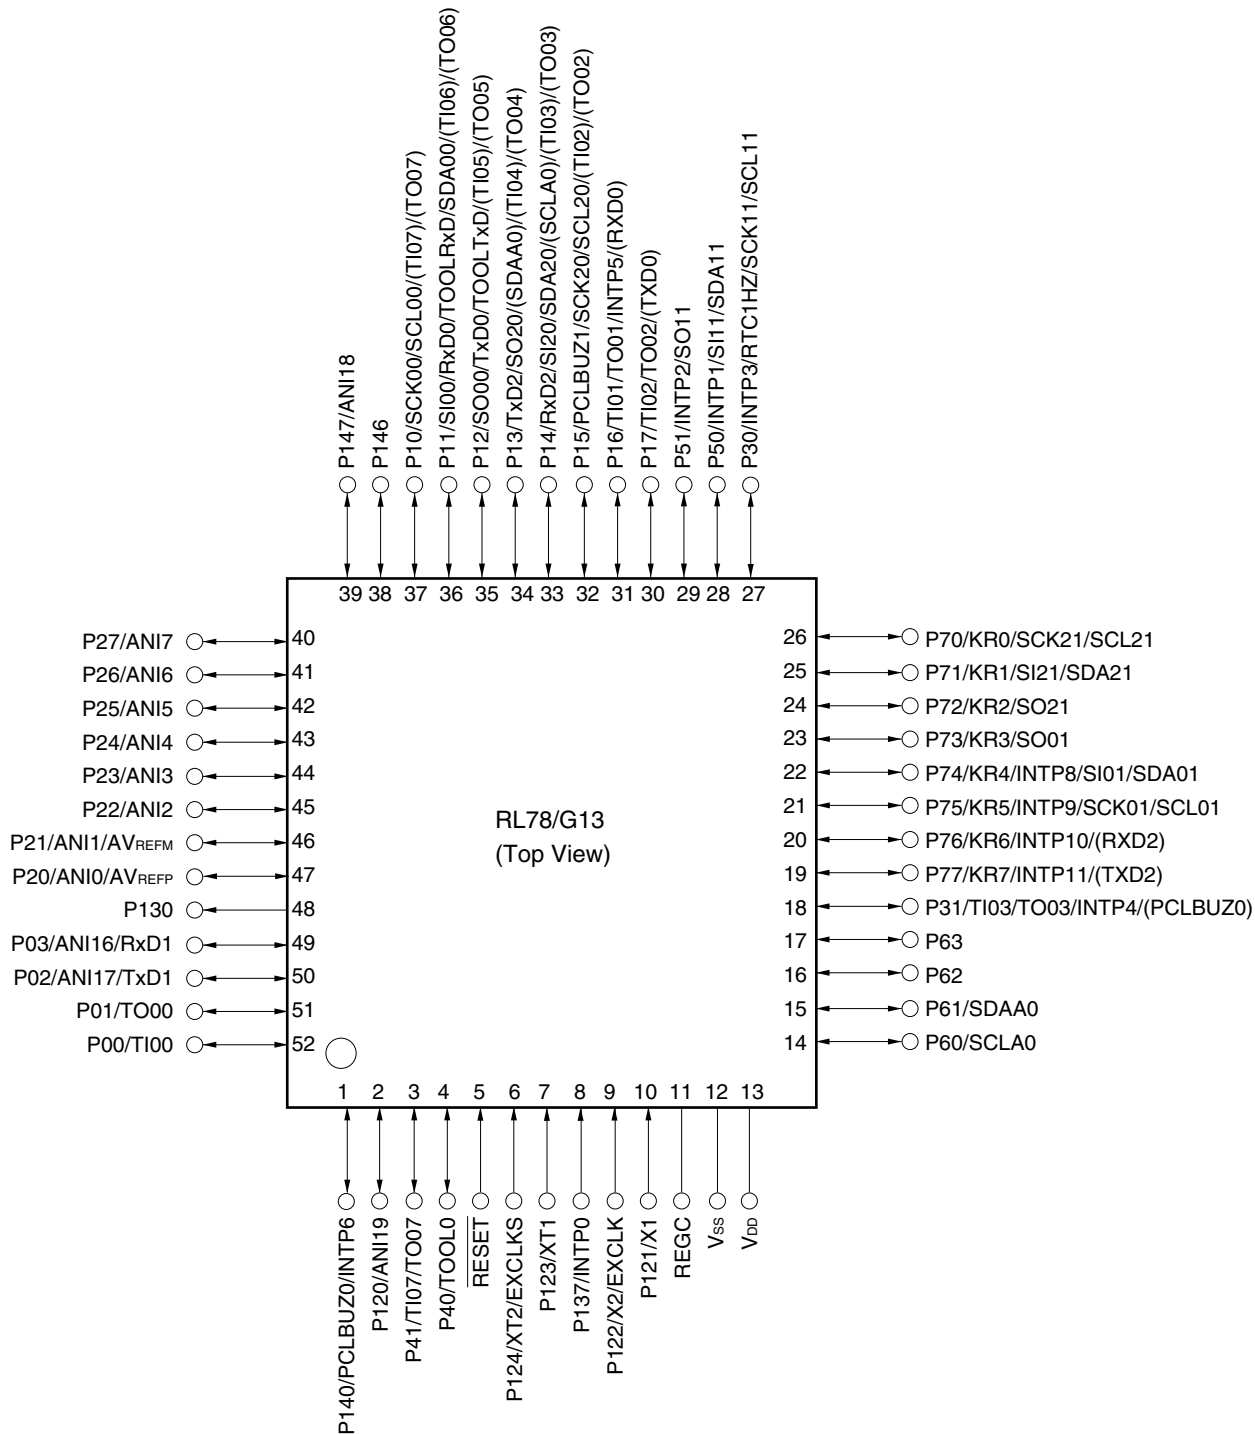 P147/ANI18
P146
P10/SCK00/SCL00/(TI07)/(TO07)
P11/SI00/RxD0/TOOLRxD/SDA00/(TI06)/(TO06)
P12/SO00/TxD0/TOOLTxD/(TI05)/(TO05)
P13/TxD2/SO20/(SDAA0)/(TI04)/(TO04)
P14/RxD2/SI20/SDA20/(SCLA0)/(TI03)/(TO03)
P15/PCLBUZ1/SCK20/SCL20/(TI02)/(TO02)
P16/TI01/TO01/INTP5/(RXD0)
P17/TI02/TO02/(TXD0)
P51/INTP2/SO11
P50/INTP1/SI11/SDA11
P30/INTP3/RTC1HZ/SCK11/SCL11
39 38 37 36 35 34 33 32 31 30 29 28 27
P27/ANI7 40
P26/ANI6 41
P25/ANI5 42
P24/ANI4 43
P23/ANI3 44
P22/ANI2 45
P21/ANI1/AVREFM 46
P20/ANI0/AVREFP 47
P130 48
P03/ANI16/RxD1 49
P02/ANI17/TxD1 50
P01/TO00 51
P00/TI00 52
RL78/G13
(Top View)
26 P70/KR0/SCK21/SCL21
25 P71/KR1/SI21/SDA21
24 P72/KR2/SO21
23 P73/KR3/SO01
22 P74/KR4/INTP8/SI01/SDA01
21 P75/KR5/INTP9/SCK01/SCL01
20 P76/KR6/INTP10/(RXD2)
19 P77/KR7/INTP11/(TXD2)
18 P31/TI03/TO03/INTP4/(PCLBUZ0)
17 P63
16 P62
15 P61/SDAA0
14 P60/SCLA0
1 2 3 4 5 6 7 8 9 10 11 12 13
P140/PCLBUZ0/INTP6
P120/ANI19
P41/TI07/TO07
P40/TOOL0
RESET
P124/XT2/EXCLKS
P123/XT1
P137/INTP0
P122/X2/EXCLK
P121/X1
REGC
VSS
VDD